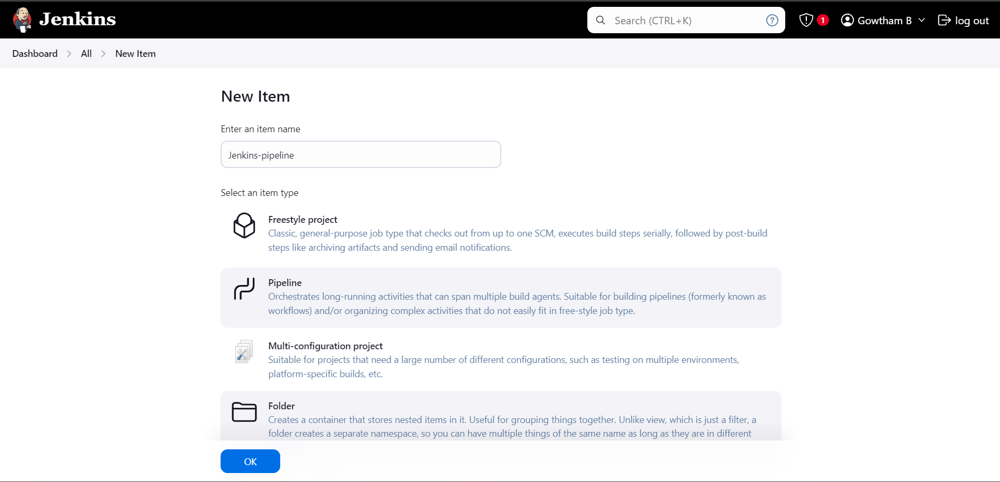 Jenkins
Search (CTRL+K)
?
1
Gowtham B
log out
Dashboard
All
New Item
New Item
Enter an item name
Jenkins-pipeline
Select an item type
Freestyle project
Classic, general-purpose job type that checks out from up to one SCM, executes build steps serially, followed by post-build
steps like archiving artifacts and sending email notifications.
Pipeline
Orchestrates long-running activities that can span multiple build agents. Suitable for building pipelines (formerly known as
workflows) and/or organizing complex activities that do not easily fit in free-style job type.
Multi-configuration project
Suitable for projects that need a large number of different configurations, such as testing on multiple environments,
platform-specific builds, etc.
Folder
Creates a container that stores nested items in it. Useful for grouping things together. Unlike view, which is just a filter, a
folder creates a separate namespace, so you can have multiple things of the same name as long as they are in different
OK